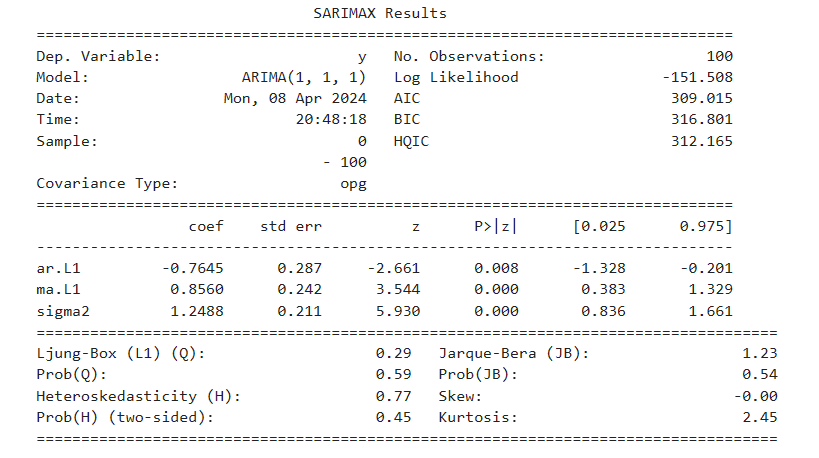 SARIMAX Results
==============================================================================
Dep. Variable:                      y   No. Observations:                  100
Model:                 ARIMA(1, 1, 1)   Log Likelihood                -151.508
Date:                Mon, 08 Apr 2024   AIC                            309.015
Time:                        20:48:18   BIC                            316.801
Sample:                             0   HQIC                           312.165
- 100
Covariance Type:                  opg
==============================================================================
coef    std err          z      P>|z|      [0.025      0.975]
------------------------------------------------------------------------------
ar.L1         -0.7645      0.287     -2.661      0.008      -1.328      -0.201
ma.L1          0.8560      0.242      3.544      0.000       0.383       1.329
sigma2         1.2488      0.211      5.930      0.000       0.836       1.661
===================================================================================
Ljung-Box (L1) (Q):                   0.29   Jarque-Bera (JB):                 1.23
Prob(Q):                              0.59   Prob(JB):                         0.54
Heteroskedasticity (H):               0.77   Skew:                            -0.00
Prob(H) (two-sided):                  0.45   Kurtosis:                         2.45
===================================================================================